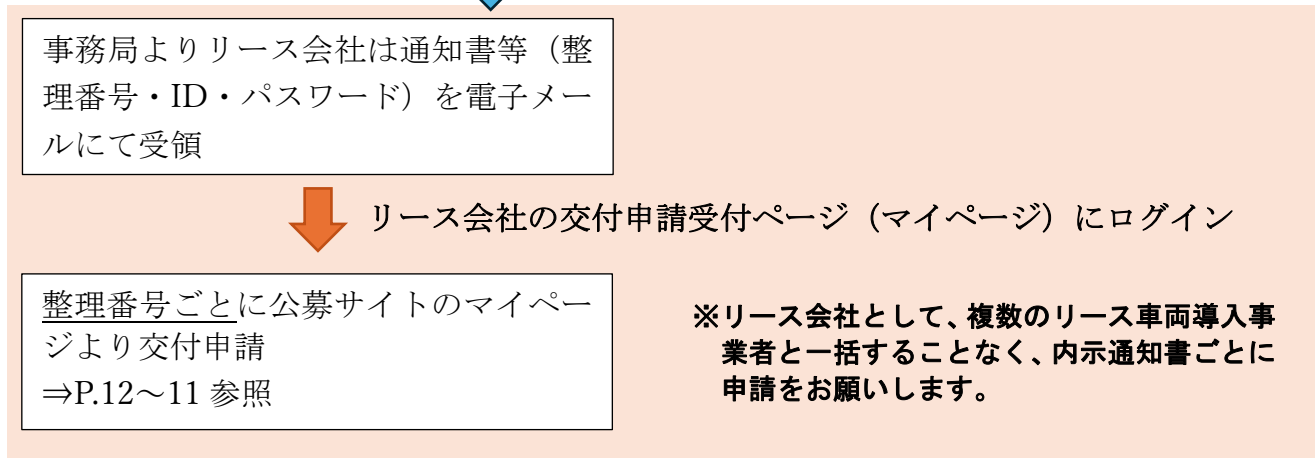 事務局よりリース会社は通知書等（整
理番号・ID・パスワード）を電子メー
ルにて受領
リース会社の交付申請受付ページ（マイページ）にログイン
整理番号ごとに公募サイトのマイペー
ジより交付申請
⇒P.12～11 参照
※リース会社として、複数のリース車両導入事
業者と一括することなく、内示通知書ごとに
申請をお願いします。